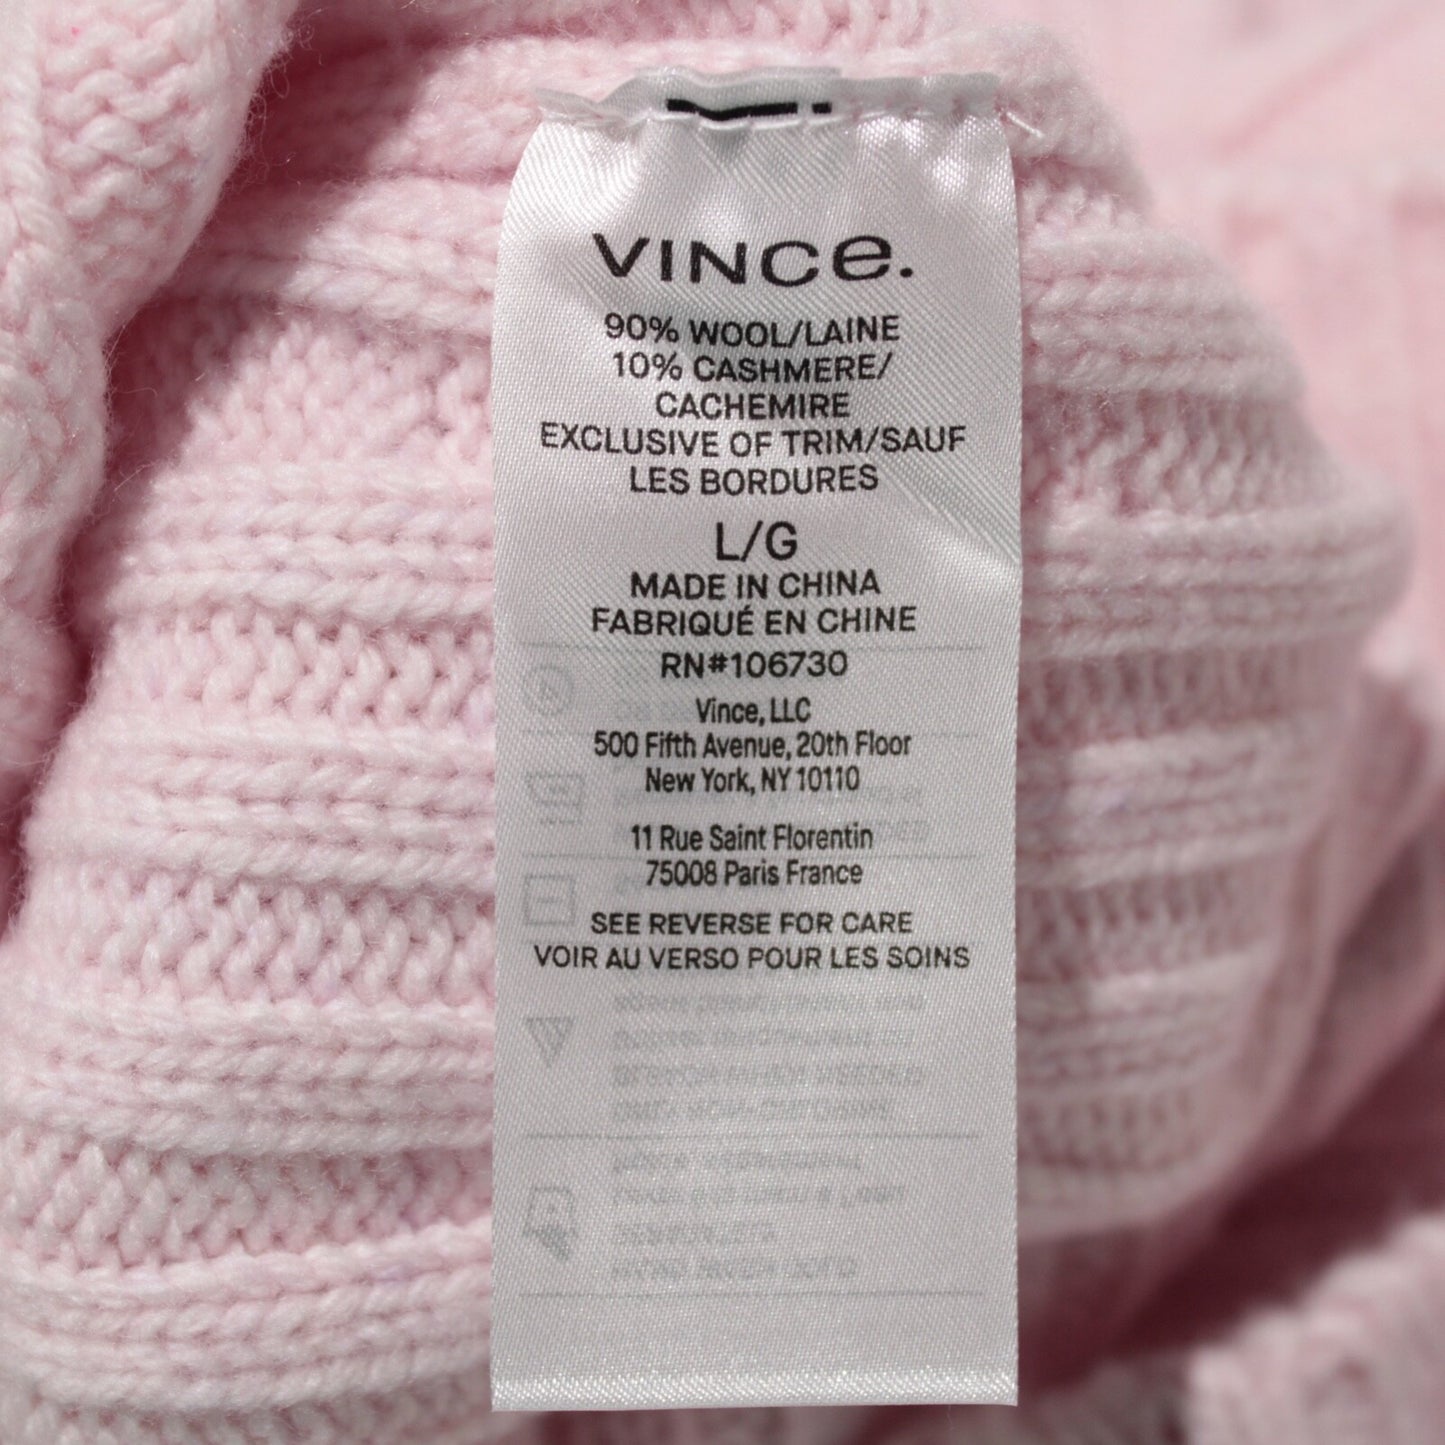 VINCe.
90% WOOL/LAINE
10% CASHMERE/
CACHEMIRE
EXCLUSIVE OF TRIM/SAUF
LES BORDURES
L/G
MADE IN CHINA
FABRIQUÉ EN CHINE
RN#106730
Vince, LLC
500 Fifth Avenue, 20th Floor
New York, NY 10110
11 Rue Saint Florentin
75008 Paris France
SEE REVERSE FOR CARE
VOIR AU VERSO POUR LES SOINS